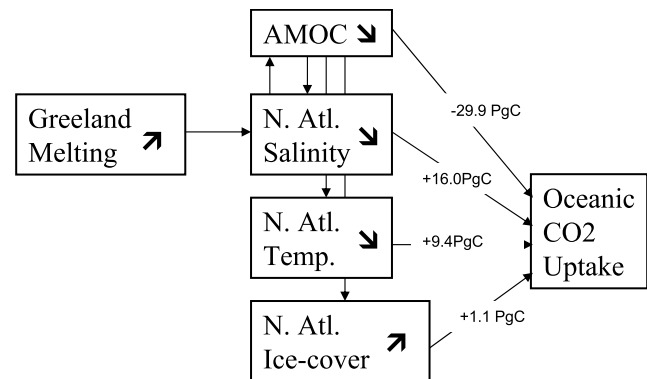 AMOC
Greeland
Melting
N. Atl.
Salinity
N. Atl.
Temp.
N. Atl.
Ice-cover
-29.9 PgC
+16.0PgC
+9.4PgC
+1.1 PgC
Oceanic
CO2
Uptake